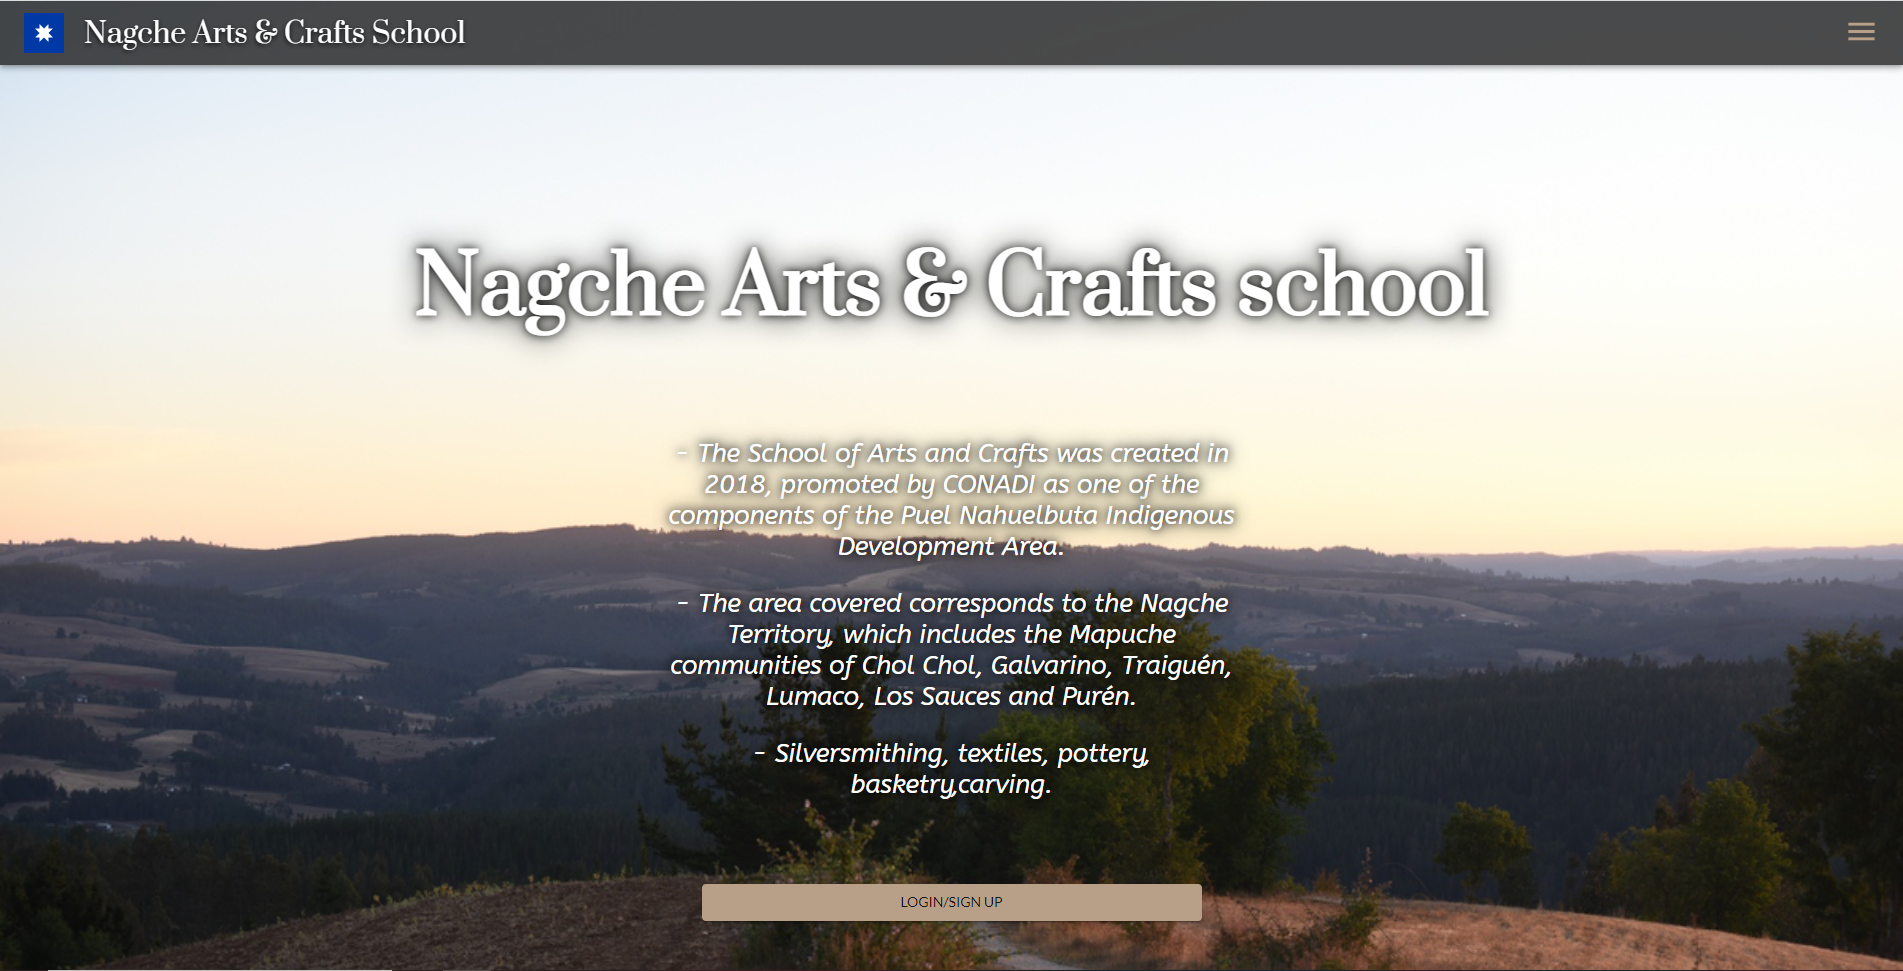 Nagche Arts & Crafts School
Nagche Arts & Crafts school
- The School of Arts and Crafts was created in
2018, promoted by CONADI as one of the
components of the Puel Nahuelbuta Indigenous
Development Area.
- The area covered corresponds to the Nagche
Territory, which includes the Mapuche
communities of Chol Chol, Galvarino, Traiguén,
Lumaco, Los Sauces and Purén.
- Silversmithing, textiles, pottery,
basketry,carving.
LOGIN/SIGN UP